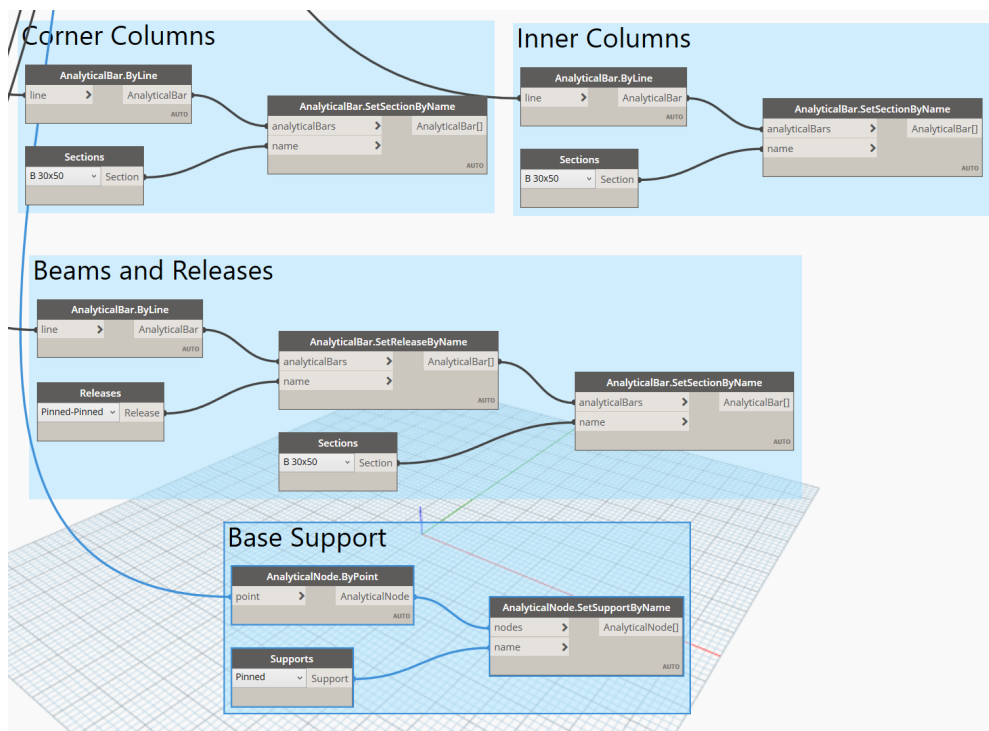 Corner Columns
AnalyticalBar.ByLine
line > AnalyticalBar
AUTO
AnalyticalBar.SetSectionByName
analyticalBars > AnalyticalBar[]
name >
AUTO
Sections
B 30x50 Section
Inner Columns
AnalyticalBar.ByLine
line > AnalyticalBar
AUTO
AnalyticalBar.SetSectionByName
analyticalBars > AnalyticalBar[]
name >
AUTO
Sections
B 30x50 Section
Beams and Releases
AnalyticalBar.ByLine
line > AnalyticalBar
AUTO
AnalyticalBar.SetReleaseByName
analyticalBars > AnalyticalBar[]
name >
AUTO
Releases
Pinned-Pinned Release
AnalyticalBar.SetSectionByName
analyticalBars > AnalyticalBar[]
name >
AUTO
Sections
B 30x50 Section
Base Support
AnalyticalNode.ByPoint
point > AnalyticalNode
AUTO
AnalyticalNode.SetSupportByName
nodes > AnalyticalNode[]
name >
AUTO
Supports
Pinned Support